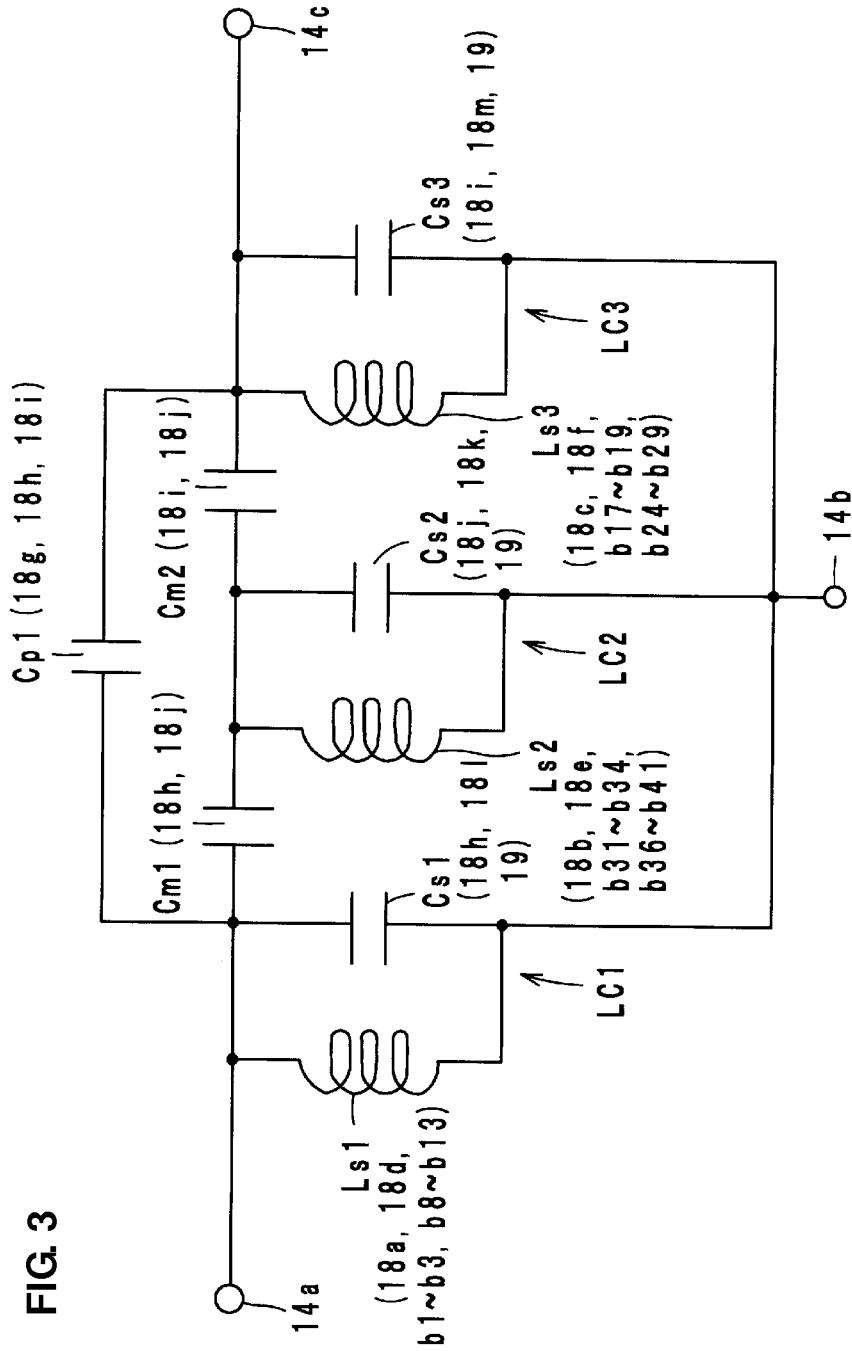 FIG. 3
Cp1 (18g, 18h, 18i)
Cm1 (18h, 18j)
Cm2 (18i, 18j)
14a
14c
Ls1
(18a, 18d,
b1~b3, b8~b13)
Cs1
(18h, 18l
19)
LC1
Ls2
(18b, 18e,
b31~b34,
b36~b41)
Cs2
(18j, 18k,
19)
LC2
Ls3
(18c, 18f,
b17~b19,
b24~b29)
Cs3
(18i, 18m, 19)
LC3
14b